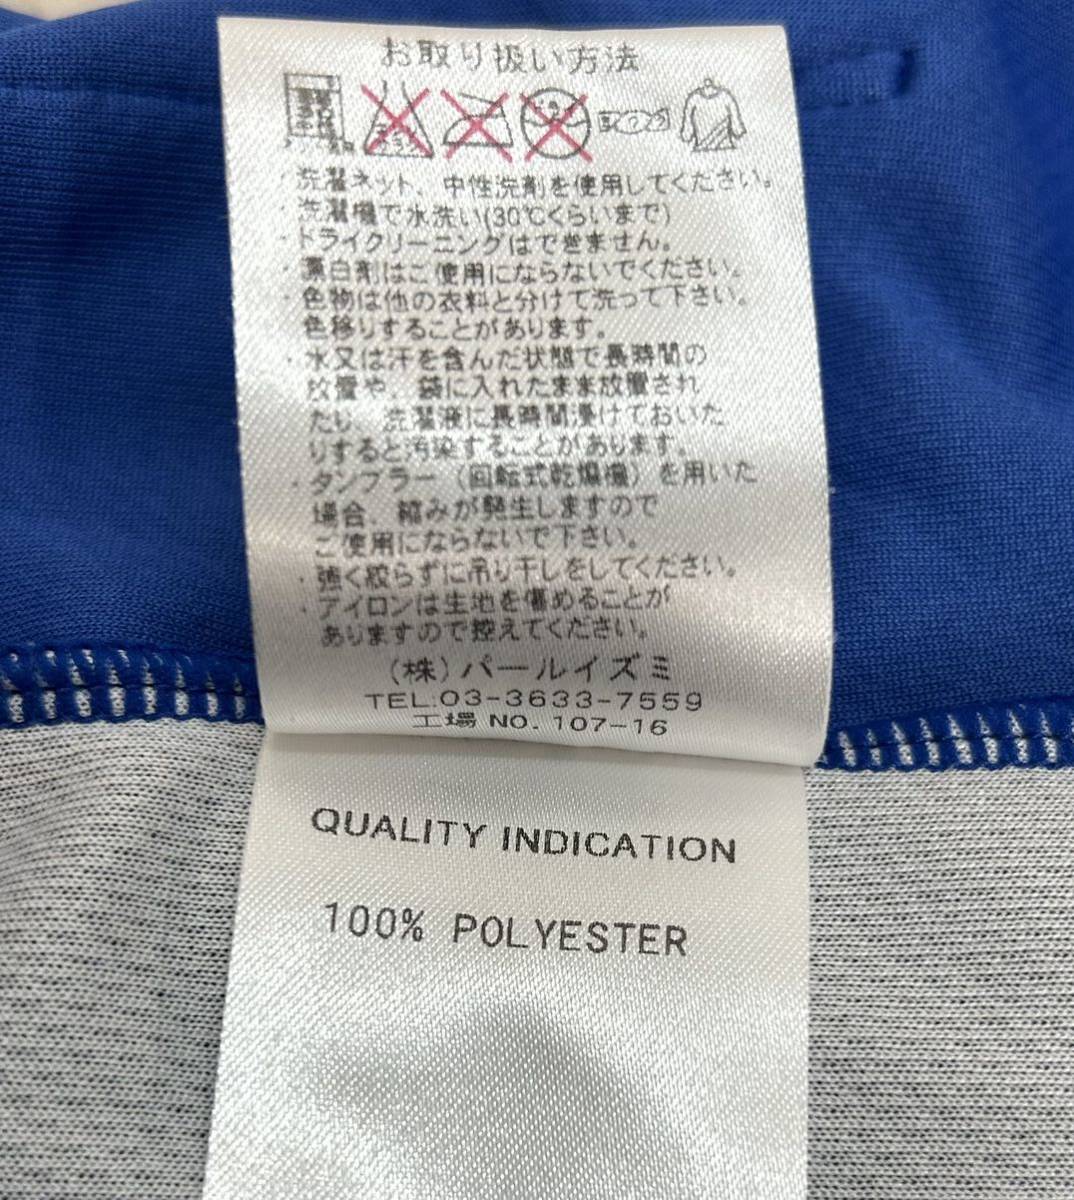 お取り扱い方法
・洗濯ネット、中性洗剤を使用してください。
・洗濯機で水洗い(30℃くらいまで)
・ドライクリーニングはできません。
・漂白剤はご使用にならないでください。
・色物は他の衣料と分けて洗って下さい。
色移りすることがあります。
・水又は汗を含んだ状態で長時間の
放置や、袋に入れたまま放置され
たり、洗濯液に長時間浸けておいた
りすると汚染することがあります。
・タンブラー（回転式乾燥機）を用いた
場合、縮みが発生しますので
ご使用にならないで下さい。
・強く絞らずに吊り干しをしてください。
・アイロンは生地を傷めることが
ありますので控えてください。
(株)パールイズミ
TEL.03-3633-7559
工場 NO. 107-16
QUALITY INDICATION
100% POLYESTER